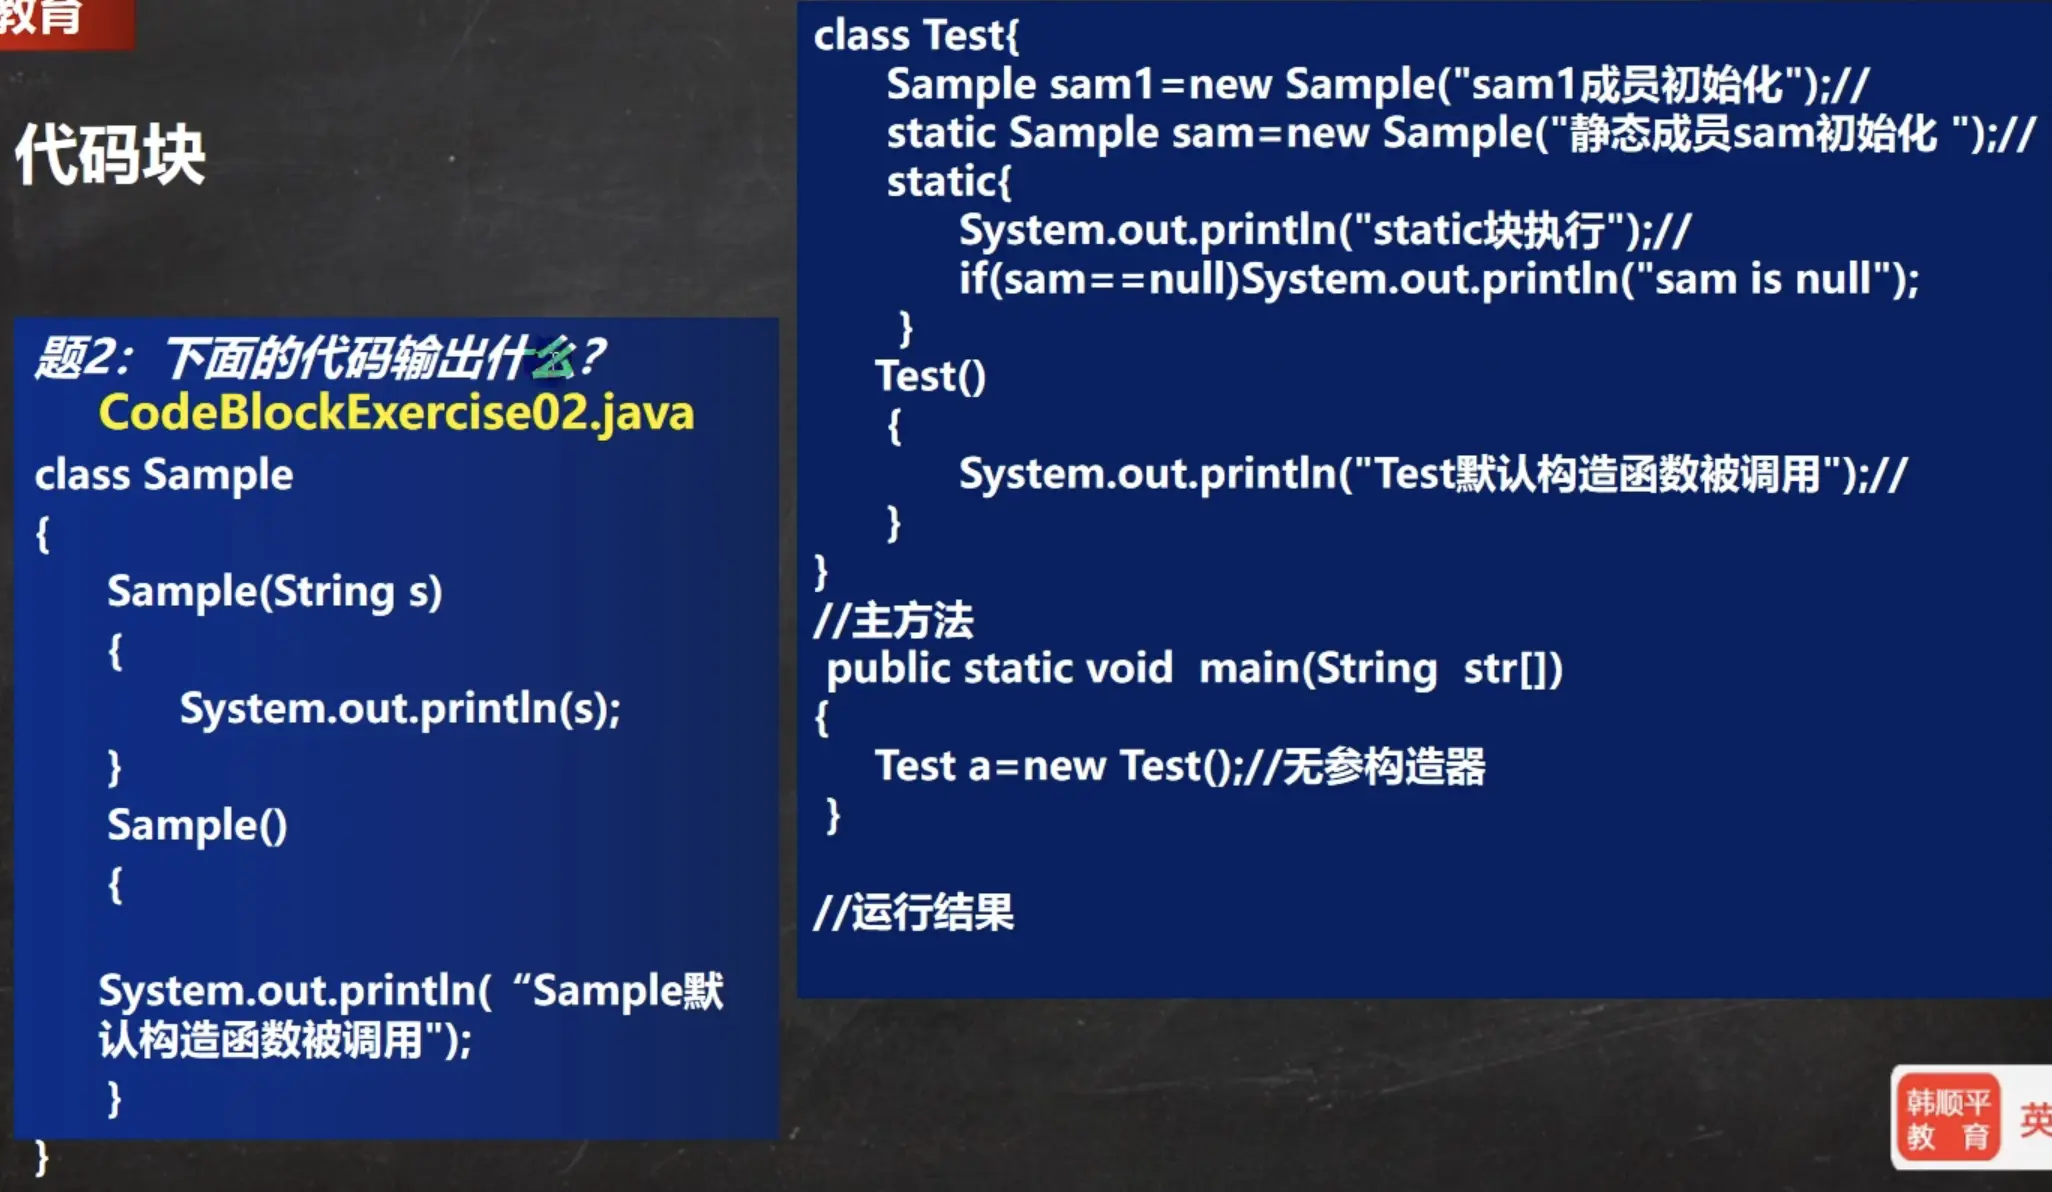 教育
代码块
题2：下面的代码输出什么？
CodeBlockExercise02.java
class Sample
{
Sample(String s)
{
System.out.println(s);
}
Sample()
{
System.out.println( “Sample默
认构造函数被调用");
}
}
class Test{
Sample sam1=new Sample("sam1成员初始化");//
static Sample sam=new Sample("静态成员sam初始化 ");//
static{
System.out.println("static块执行");//
if(sam==null)System.out.println("sam is null");
}
Test()
{
System.out.println("Test默认构造函数被调用");//
}
}
//主方法
public static void  main(String  str[])
{
Test a=new Test();//无参构造器
}
//运行结果
韩顺平
教 育
英